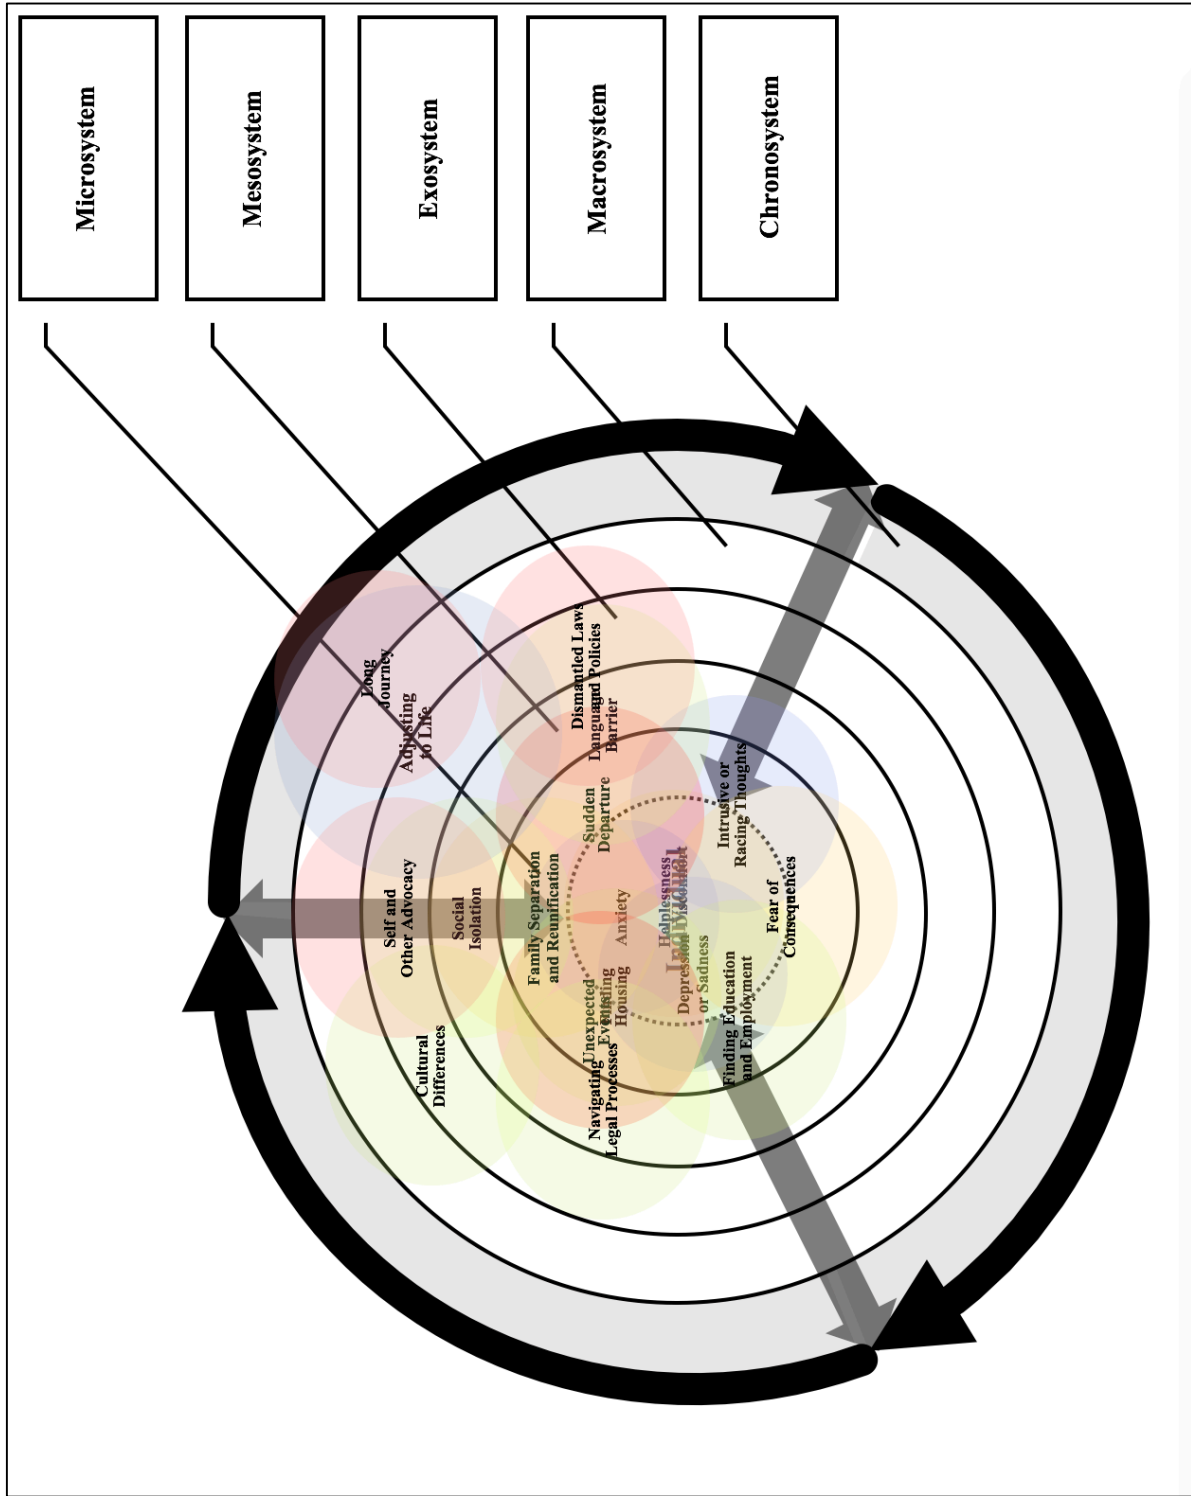 Microsystem
Mesosystem
Exosystem
Macrosystem
Chronosystem
Long
Journey
Adjusting
to Life
Dismantled Laws
and Policies
Language
Barrier
Self and
Other Advocacy
Social
Isolation
Family Separation
and Reunification
Sudden
Departure
Intrusive or
Racing Thoughts
Anxiety
Helplessness
Discomfort
Individual
Depression
or Sadness
Fear of
Consequences
Cultural
Differences
Unexpected
Events
Finding
Housing
Navigating
Legal Processes
Finding Education
and Employment